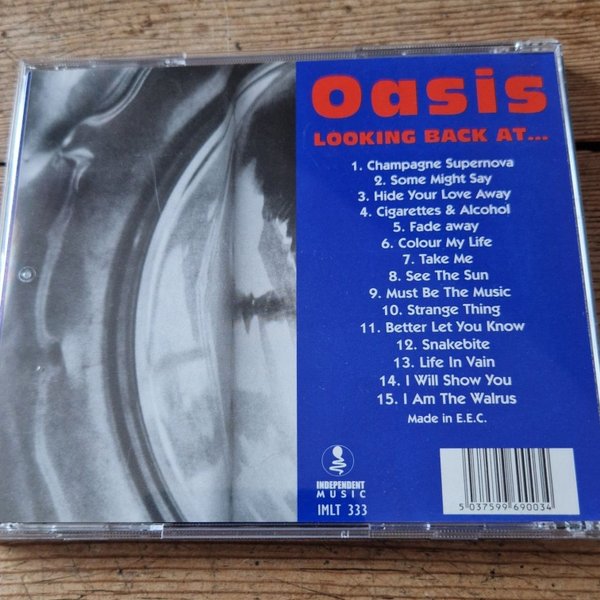 Oasis
LOOKING BACK AT...
1. Champagne Supernova
2. Some Might Say
3. Hide Your Love Away
4. Cigarettes & Alcohol
5. Fade away
6. Colour My Life
7. Take Me
8. See The Sun
9. Must Be The Music
10. Strange Thing
11. Better Let You Know
12. Snakebite
13. Life In Vain
14. I Will Show You
15. I Am The Walrus
Made in E.E.C.
INDEPENDENT
MUSIC
IMLT 333
5 037599 690034